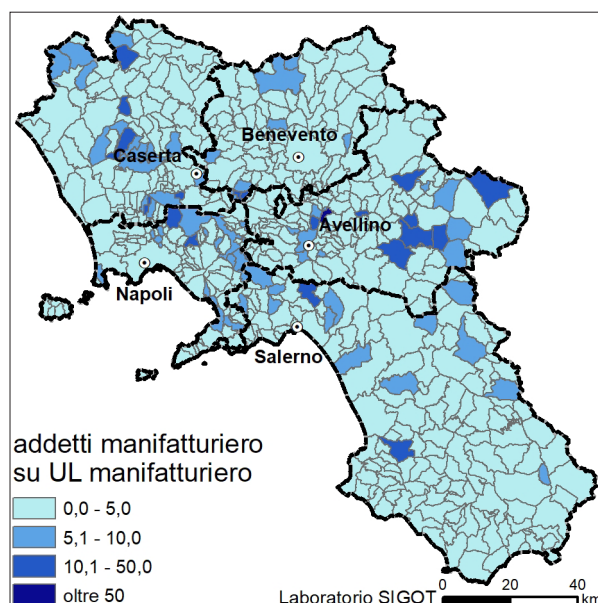 Benevento
Caserta
Avellino
Napoli
Salerno
addetti manifatturiero
su UL manifatturiero
0,0 - 5,0
5,1 - 10,0
10,1 - 50,0
oltre 50
Laboratorio SIGOT
0 20 40
km